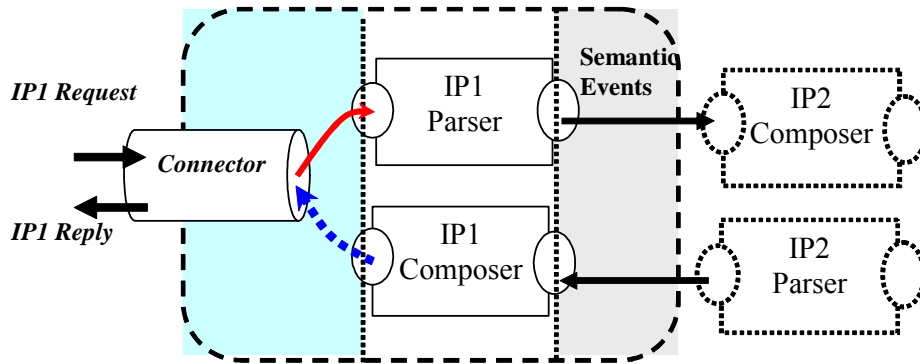 IP1 Request
Connector
IP1 Reply
IP1
Parser
IP1
Composer
Semantic
Events
IP2
Composer
IP2
Parser